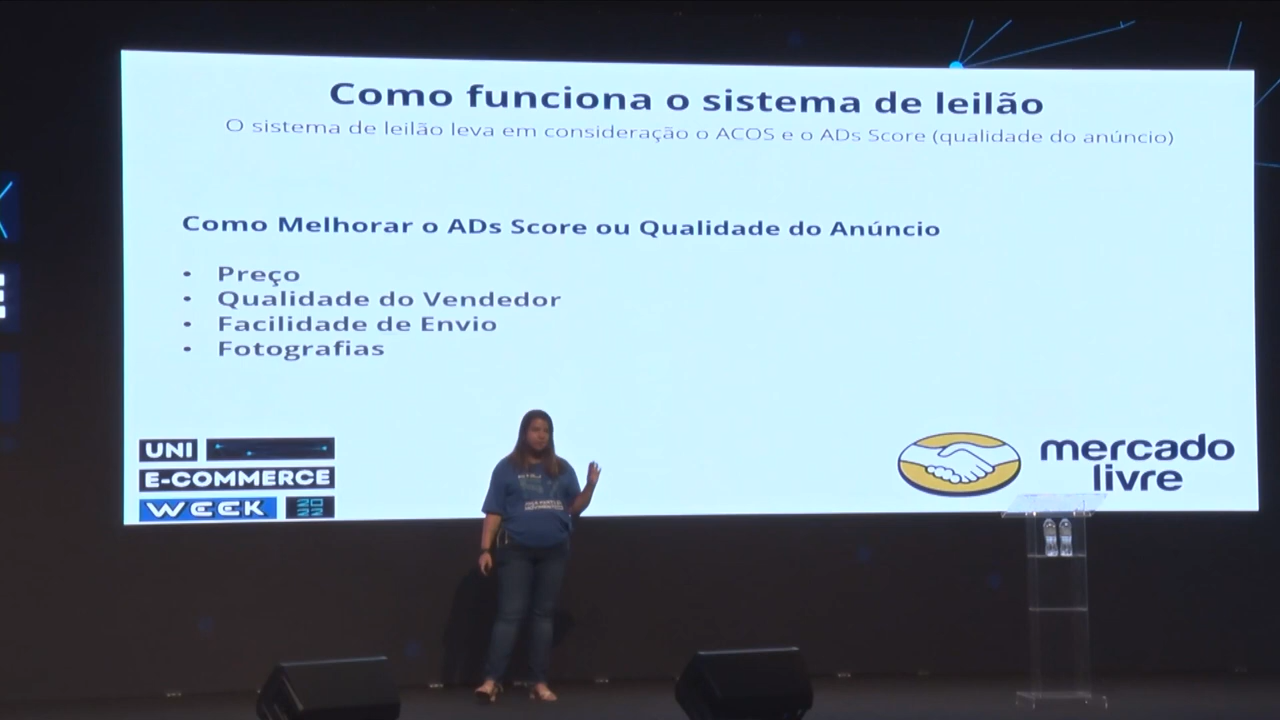 Como funciona o sistema de leilão
O sistema de leilão leva em consideração o ACOS e o ADs Score (qualidade do anúncio)
Como Melhorar o ADs Score ou Qualidade do Anúncio
• Preço
• Qualidade do Vendedor
• Facilidade de Envio
• Fotografias
UNI
E-COMMERCE
WEEK 2022
mercado
livre